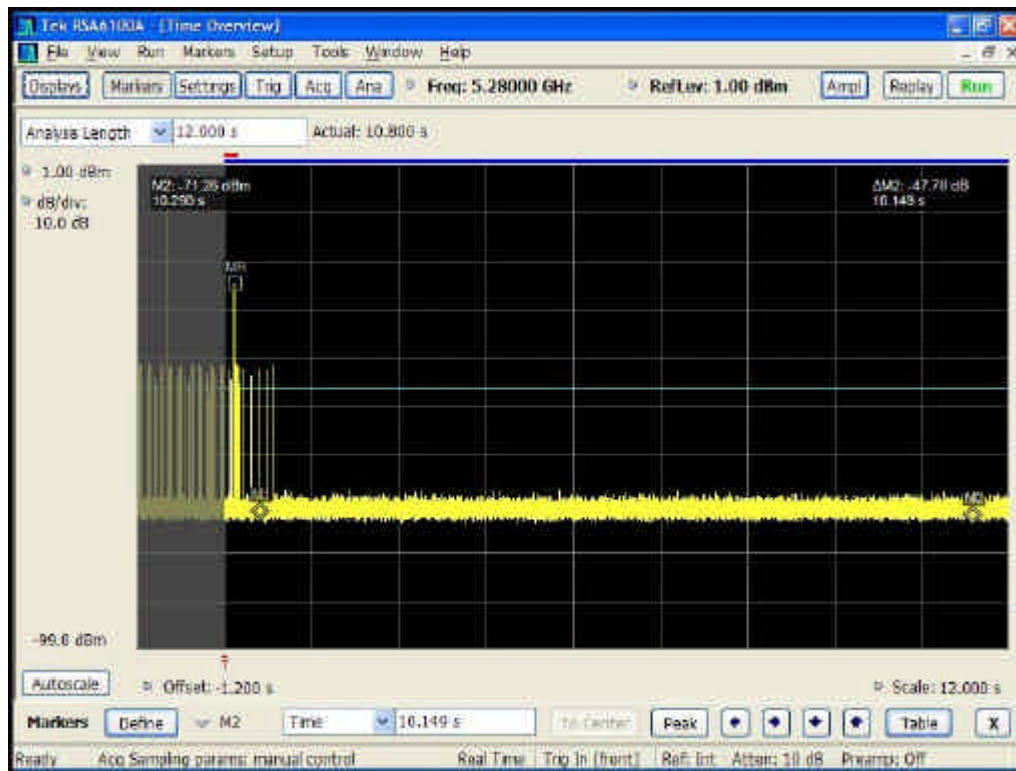 Tek RSA6100A - [Time Overview]
File View Run Markers Setup Tools Window Help
Displays Markers Settings Trig Acq Ana Freq: 5.28000 GHz RefLev: 1.00 dBm Ampl Replay Run
Analysis Length 12.000 s Actual: 10.800 s
1.00 dBm
dB/div:
10.0 dB
M2: -71.26 dBm
10.290 s
ΔM2: -47.78 dB
10.149 s
MR
M2
-99.0 dBm
Autoscale Offset: -1.200 s Scale: 12.000 s
Markers Define M2 Time 10.149 s To Center Peak Table X
Ready Acq Sampling params: manual control Real Time Trig In (front) Ref: Int Atten: 10 dB Preamp: Off